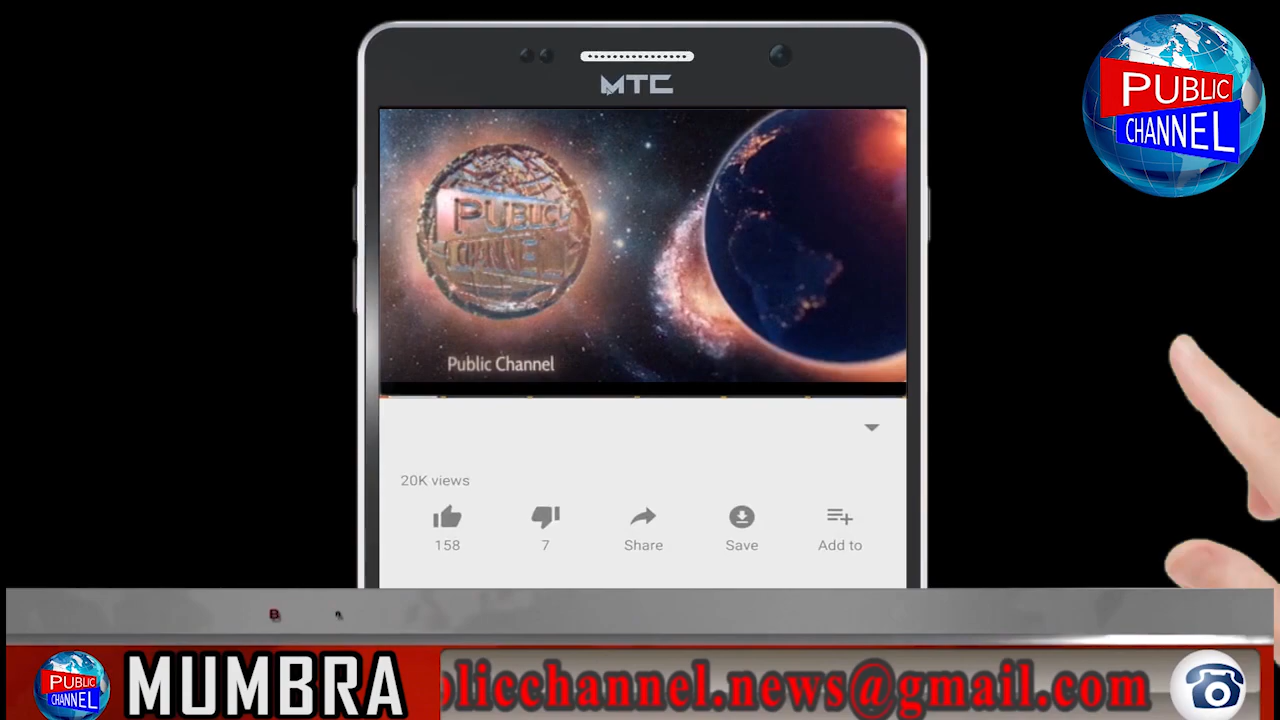 PUBLIC
CHANNEL
MTC
PUBLIC
CHANNEL
Public Channel
20K views
158
7
Share
Save
Add to
B
PUBLIC
CHANNEL
MUMBRA
blicchannel.news@gmail.com